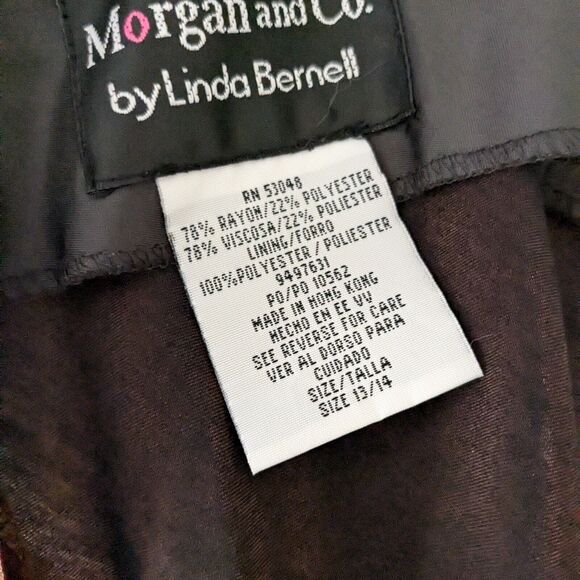 Morgan and Co.
by Linda Bernell
RN 53048
78% RAYON/22% POLYESTER
78% VISCOSA/22% POLIESTER
LINING/FORRO
100%POLYESTER / POLIESTER
9497631
PO/PO 10562
MADE IN HONG KONG
HECHO EN EE VV
SEE REVERSE FOR CARE
VER AL DORSO PARA
CUIDADO
SIZE/TALLA
SIZE 13/14